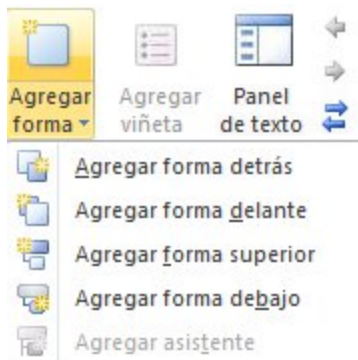 Agregar forma
Agregar viñeta
Panel de texto
Agregar forma detrás
Agregar forma delante
Agregar forma superior
Agregar forma debajo
Agregar asistente